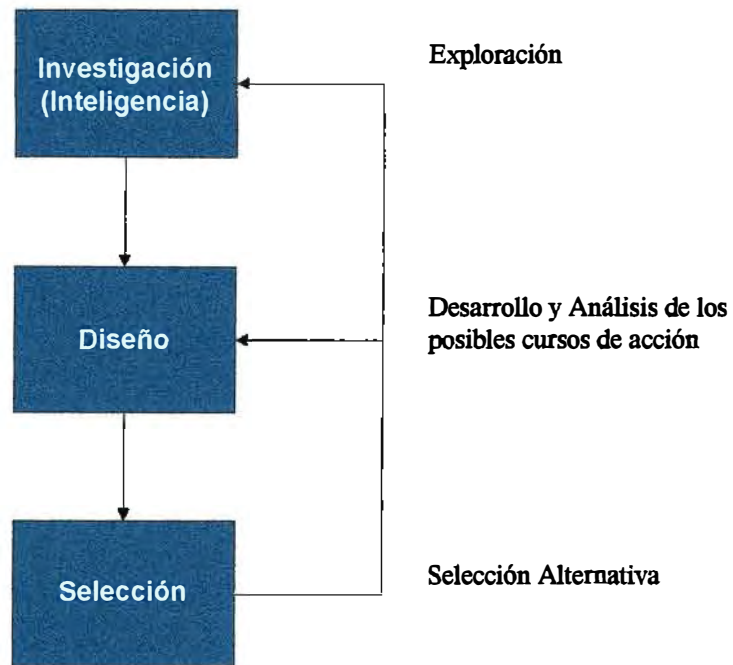 Investigación
(Inteligencia)
Exploración
Diseño
Desarrollo y Análisis de los
posibles cursos de acción
Selección
Selección Alternativa